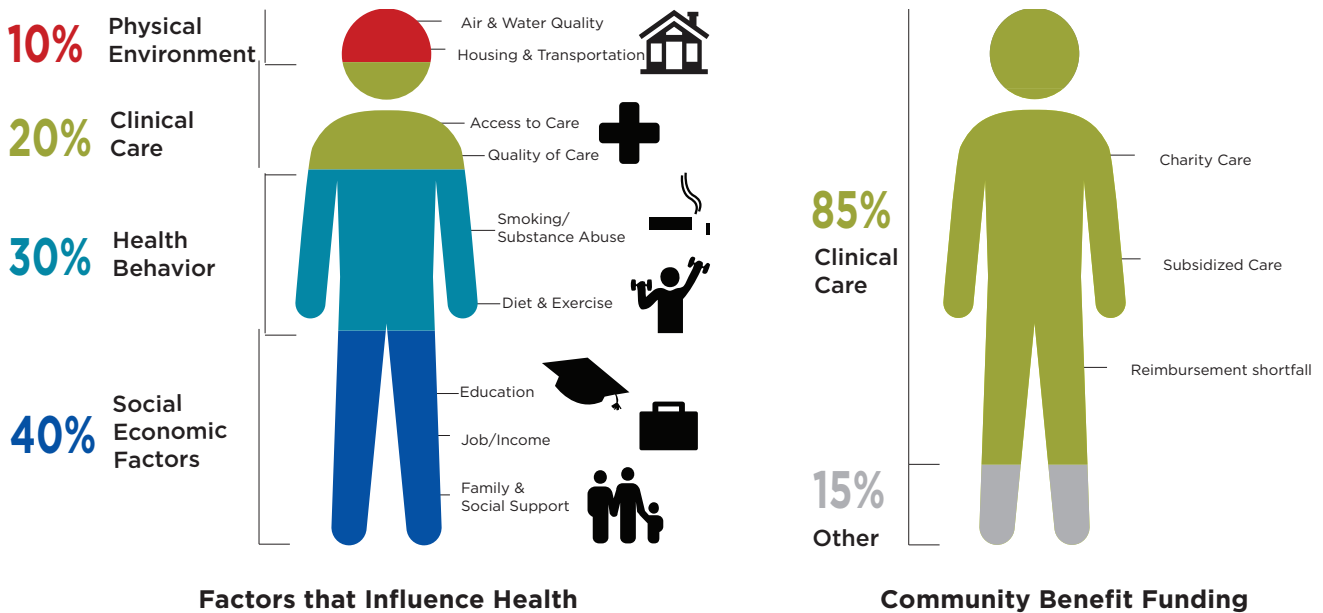 10%
Physical
Environment
Air & Water Quality
Housing & Transportation
20%
Clinical
Care
Access to Care
Quality of Care
30%
Health
Behavior
Smoking/
Substance Abuse
Diet & Exercise
40%
Social
Economic
Factors
Education
Job/Income
Family &
Social Support
Factors that Influence Health
85%
Clinical
Care
Charity Care
Subsidized Care
Reimbursement shortfall
15%
Other
Community Benefit Funding